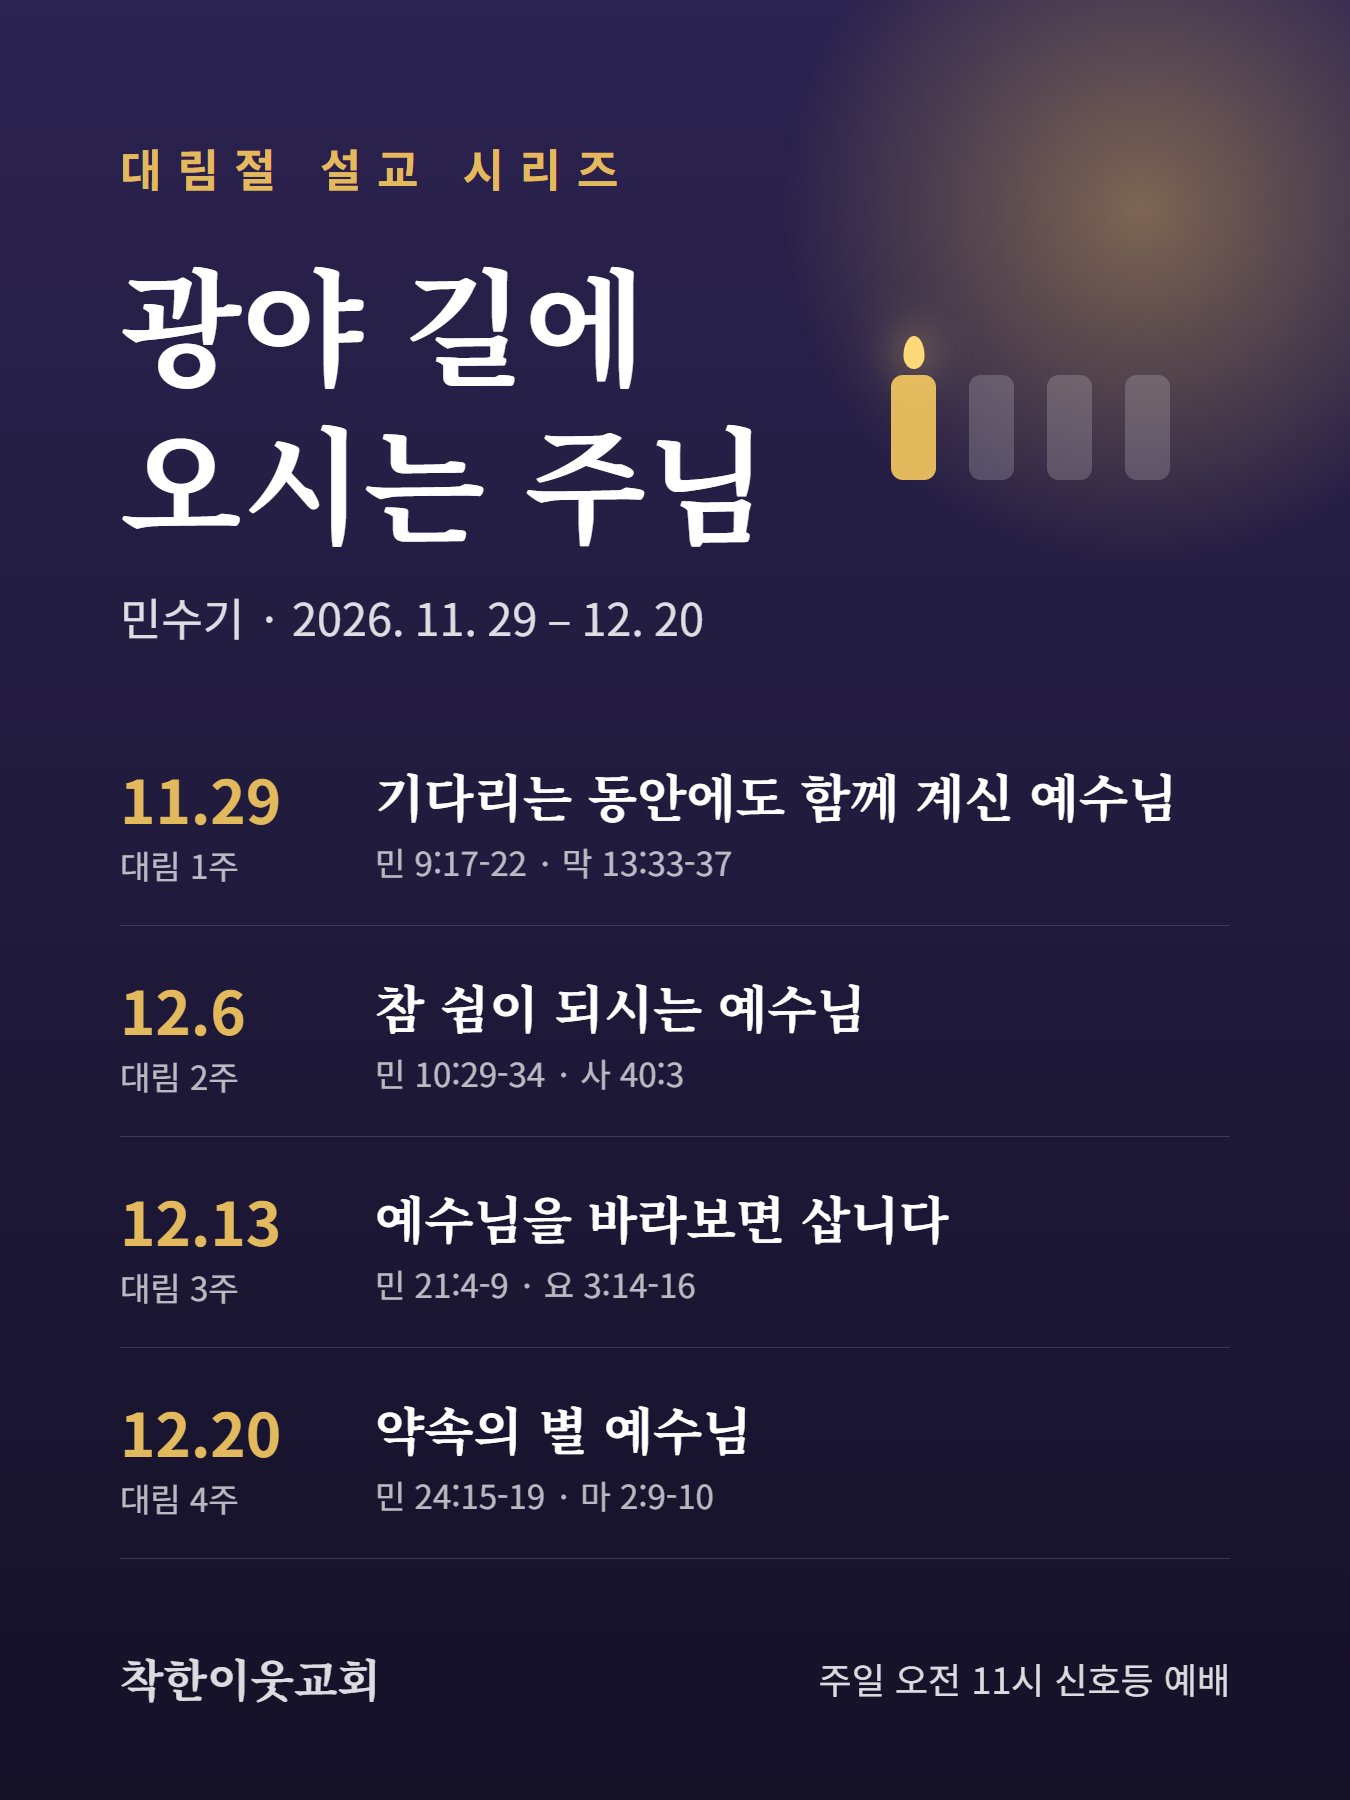 대림절 설교 시리즈
광야 길에
오시는 주님
민수기 · 2026. 11. 29 – 12. 20
11.29
대림 1주
기다리는 동안에도 함께 계신 예수님
민 9:17-22 · 막 13:33-37
12.6
대림 2주
참 쉼이 되시는 예수님
민 10:29-34 · 사 40:3
12.13
대림 3주
예수님을 바라보면 삽니다
민 21:4-9 · 요 3:14-16
12.20
대림 4주
약속의 별 예수님
민 24:15-19 · 마 2:9-10
착한이웃교회
주일 오전 11시 신호등 예배